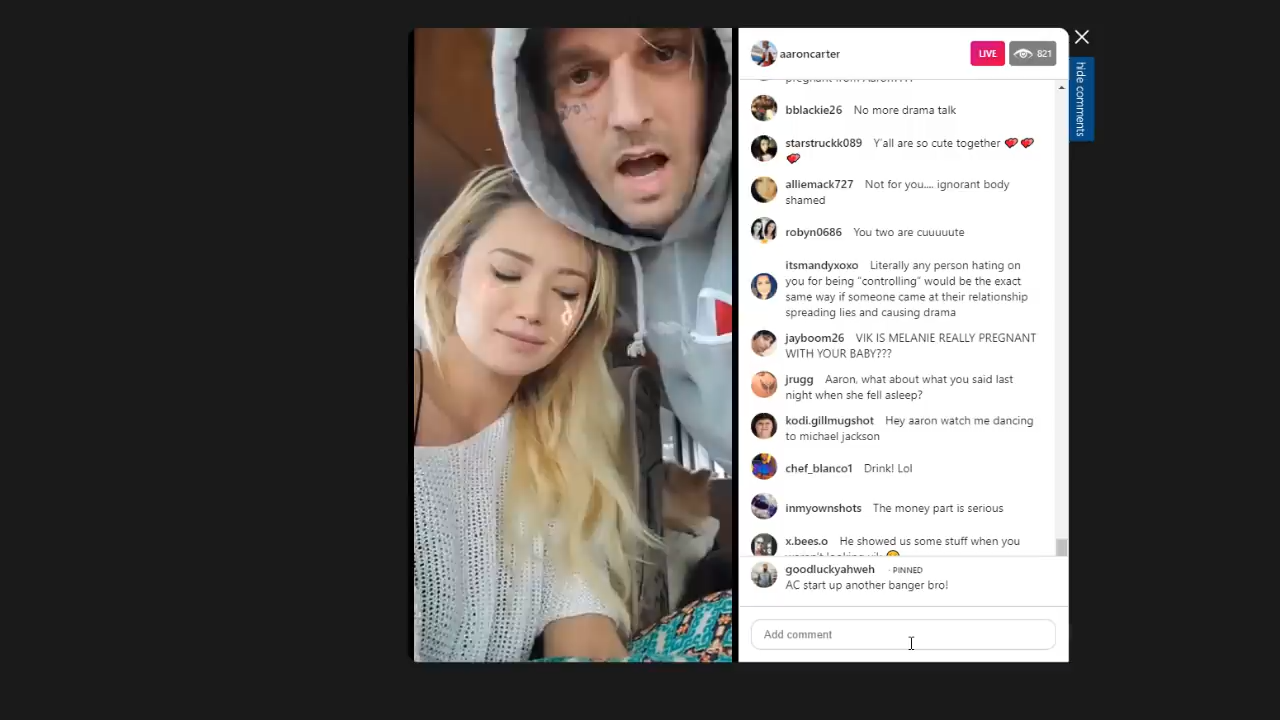 aaroncarter
LIVE
821
hide comments
bblackie26 No more drama talk
starstruckk089 Y'all are so cute together ❤️ ❤️
❤️
alliemack727 Not for you.... ignorant body
shamed
robyn0686 You two are cuuuuute
itsmandyxoxo Literally any person hating on
you for being "controlling" would be the exact
same way if someone came at their relationship
spreading lies and causing drama
jayboom26 VIK IS MELANIE REALLY PREGNANT
WITH YOUR BABY???
jrugg Aaron, what about what you said last
night when she fell asleep?
kodi.gillmugshot Hey aaron watch me dancing
to michael jackson
chef_blanco1 Drink! Lol
inmyownshots The money part is serious
x.bees.o He showed us some stuff when you
goodluckyahweh · PINNED
AC start up another banger bro!
Add comment